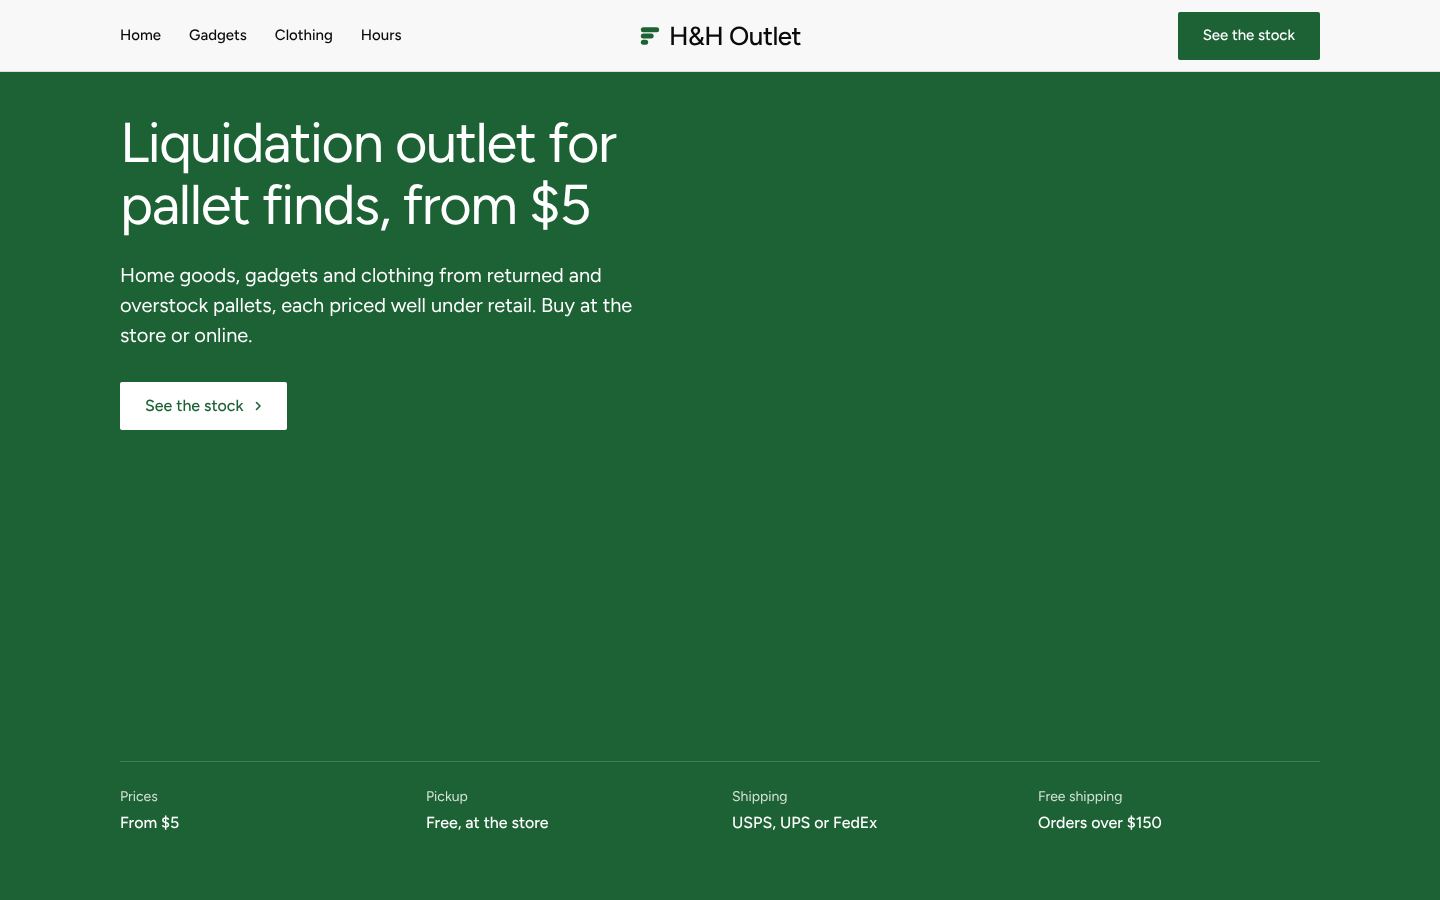 Home
Gadgets
Clothing
Hours
H&H Outlet
See the stock
Liquidation outlet for
pallet finds, from $5
Home goods, gadgets and clothing from returned and
overstock pallets, each priced well under retail. Buy at the
store or online.
See the stock
Prices
From $5
Pickup
Free, at the store
Shipping
USPS, UPS or FedEx
Free shipping
Orders over $150